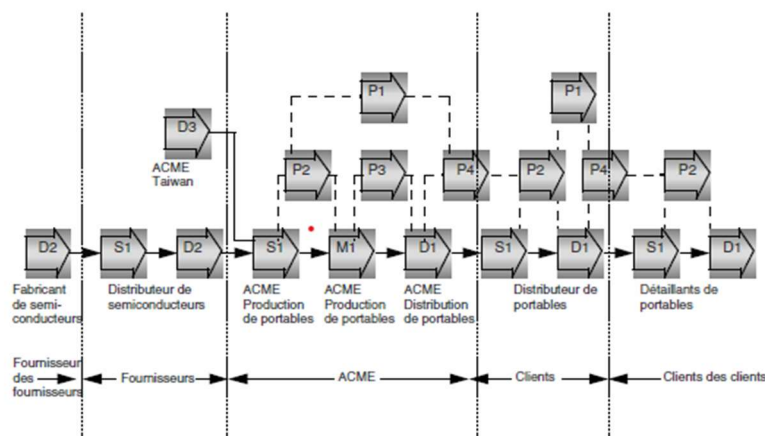 P1
P1
D3
ACME
Taiwan
P2
P3
P4
P2
P4
P2
D2
S1
D2
S1
M1
D1
S1
D1
S1
D1
Fabricant
de semi-
conducteurs
Distributeur de
semiconducteurs
ACME
Production
de portables
ACME
Production
de portables
ACME
Distribution
de portables
Distributeur de
portables
Détaillants de
portables
Fournisseur
des
fournisseurs
Fournisseurs
ACME
Clients
Clients des clients